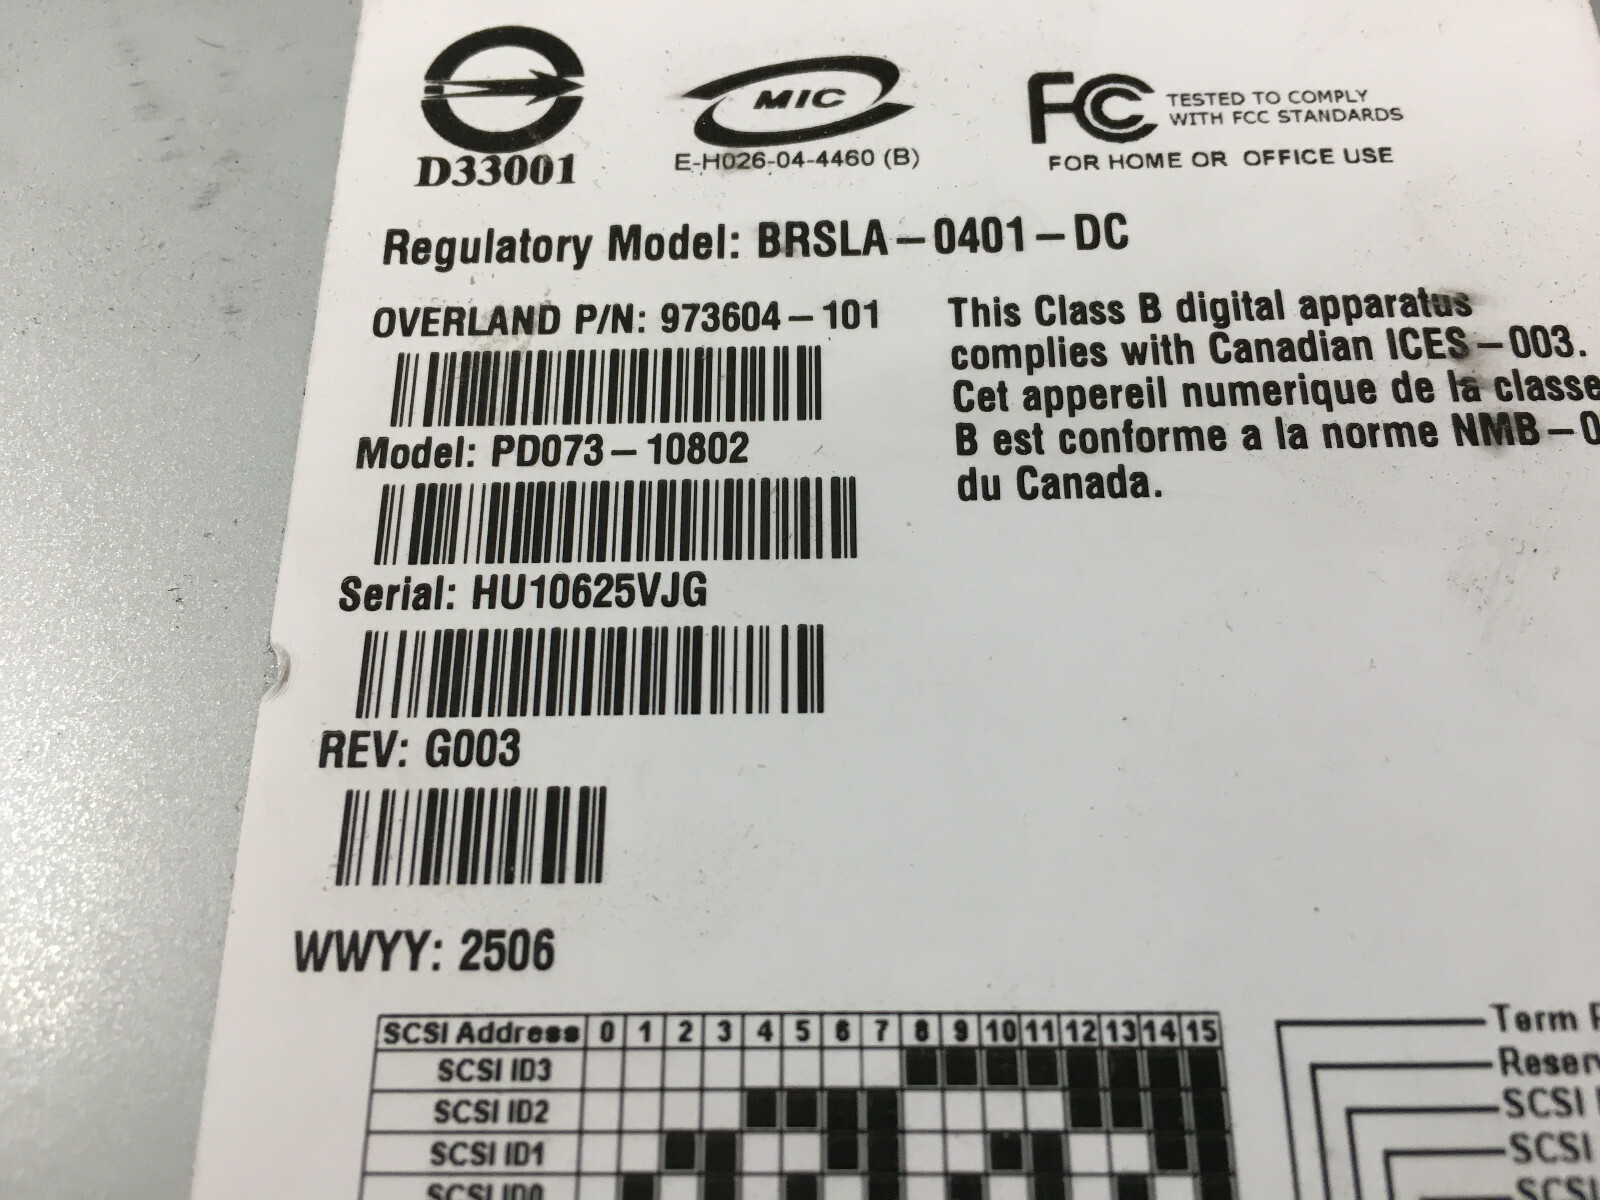 D33001
MIC
E-H026-04-4460 (B)
FC TESTED TO COMPLY
WITH FCC STANDARDS
FOR HOME OR OFFICE USE
Regulatory Model: BRSLA-0401-DC
OVERLAND P/N: 973604-101
Model: PD073-10802
Serial: HU10625VJG
REV: G003
WWYY: 2506
This Class B digital apparatus
complies with Canadian ICES-003.
Cet appereil numerique de la classe
B est conforme a la norme NMB-0
du Canada.
SCSI Address 0 1 2 3 4 5 6 7 8 9 10 11 12 13 14 15
SCSI ID3
SCSI ID2
SCSI ID1
SCSI ID0
Term
SCSI
SCSI
SCSI